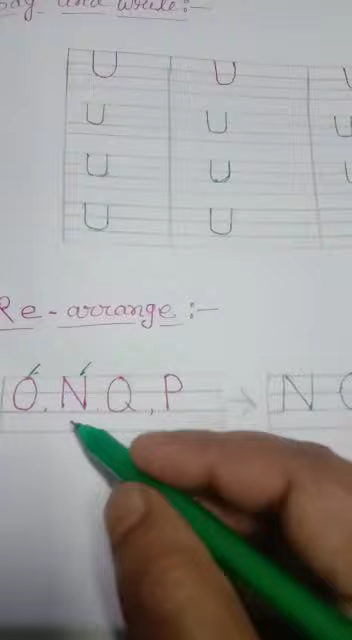 Say and write:-
U U
U U U
U U
U U
Re-arrange :-
O, N, Q, P → N O